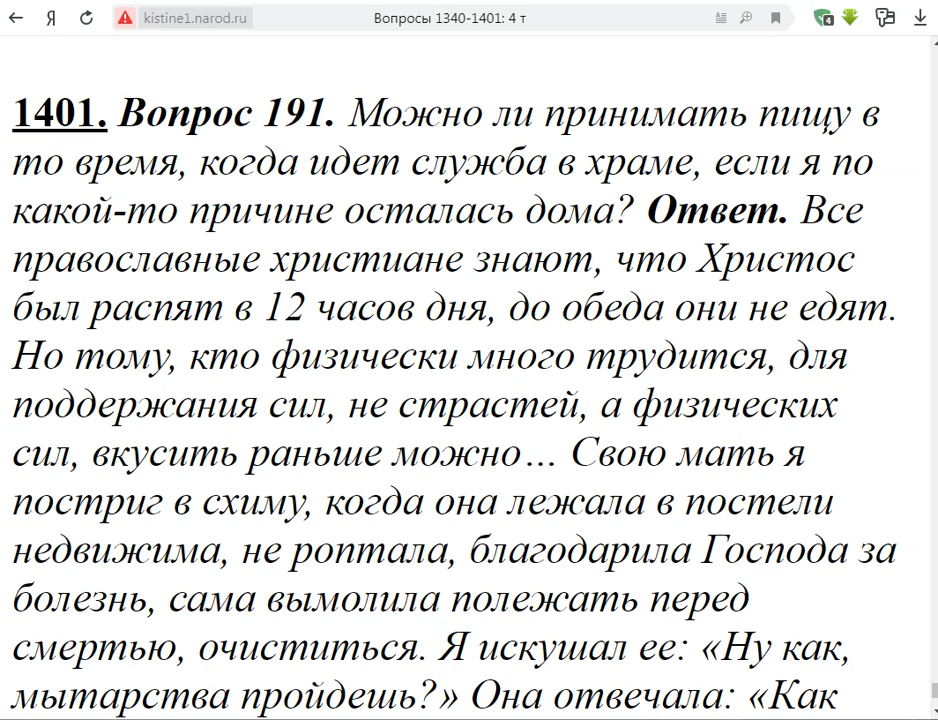 Я kistine1.narod.ru Вопросы 1340-1401: 4 т 4
1401. Вопрос 191. Можно ли принимать пищу в
то время, когда идет служба в храме, если я по
какой-то причине осталась дома? Ответ. Все
православные христиане знают, что Христос
был распят в 12 часов дня, до обеда они не едят.
Но тому, кто физически много трудится, для
поддержания сил, не страстей, а физических
сил, вкусить раньше можно… Свою мать я
постриг в схиму, когда она лежала в постели
недвижима, не роптала, благодарила Господа за
болезнь, сама вымолила полежать перед
смертью, очиститься. Я искушал ее: «Ну как,
мытарства пройдешь?» Она отвечала: «Как